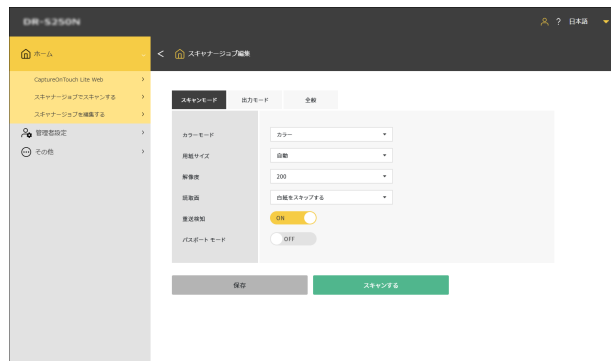 DR-S250N
? 日本語
ホーム
スキャナージョブ編集
CaptureOnTouch Lite Web
スキャナージョブでスキャンする
スキャナージョブを編集する
管理者設定
その他
スキャンモード 出力モード 全般
カラーモード カラー
用紙サイズ 自動
解像度 200
読取面 白紙をスキップする
重送検知 ON
パスポート モード OFF
保存 スキャンする